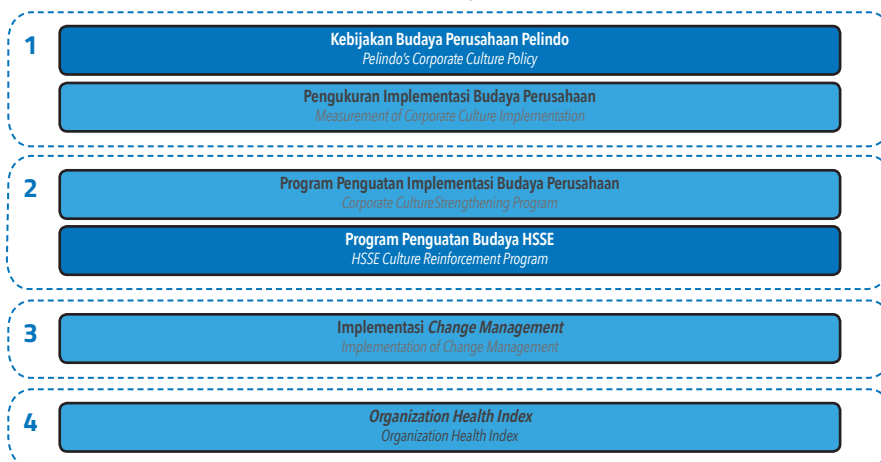 1
Kebijakan Budaya Perusahaan Pelindo
Pelindo's Corporate Culture Policy
Pengukuran Implementasi Budaya Perusahaan
Measurement of Corporate Culture Implementation
2
Program Penguatan Implementasi Budaya Perusahaan
Corporate CultureStrengthening Program
Program Penguatan Budaya HSSE
HSSE Culture Reinforcement Program
3
Implementasi Change Management
Implementation of Change Management
4
Organization Health Index
Organization Health Index